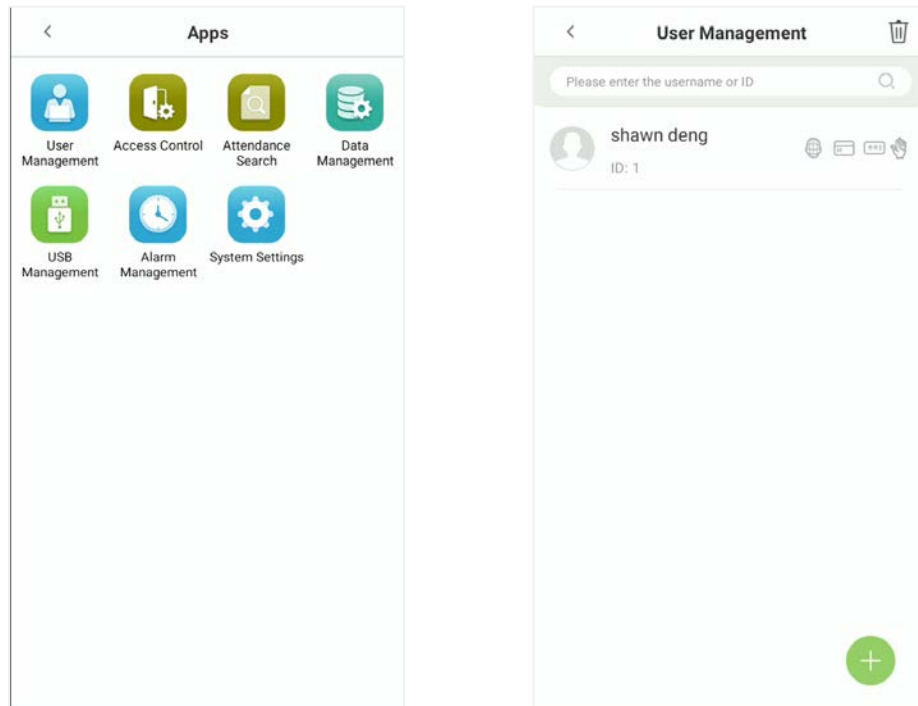 Apps
User
Management
Access Control
Attendance
Search
Data
Management
USB
Management
Alarm
Management
System Settings
User Management
Please enter the username or ID
shawn deng
ID: 1